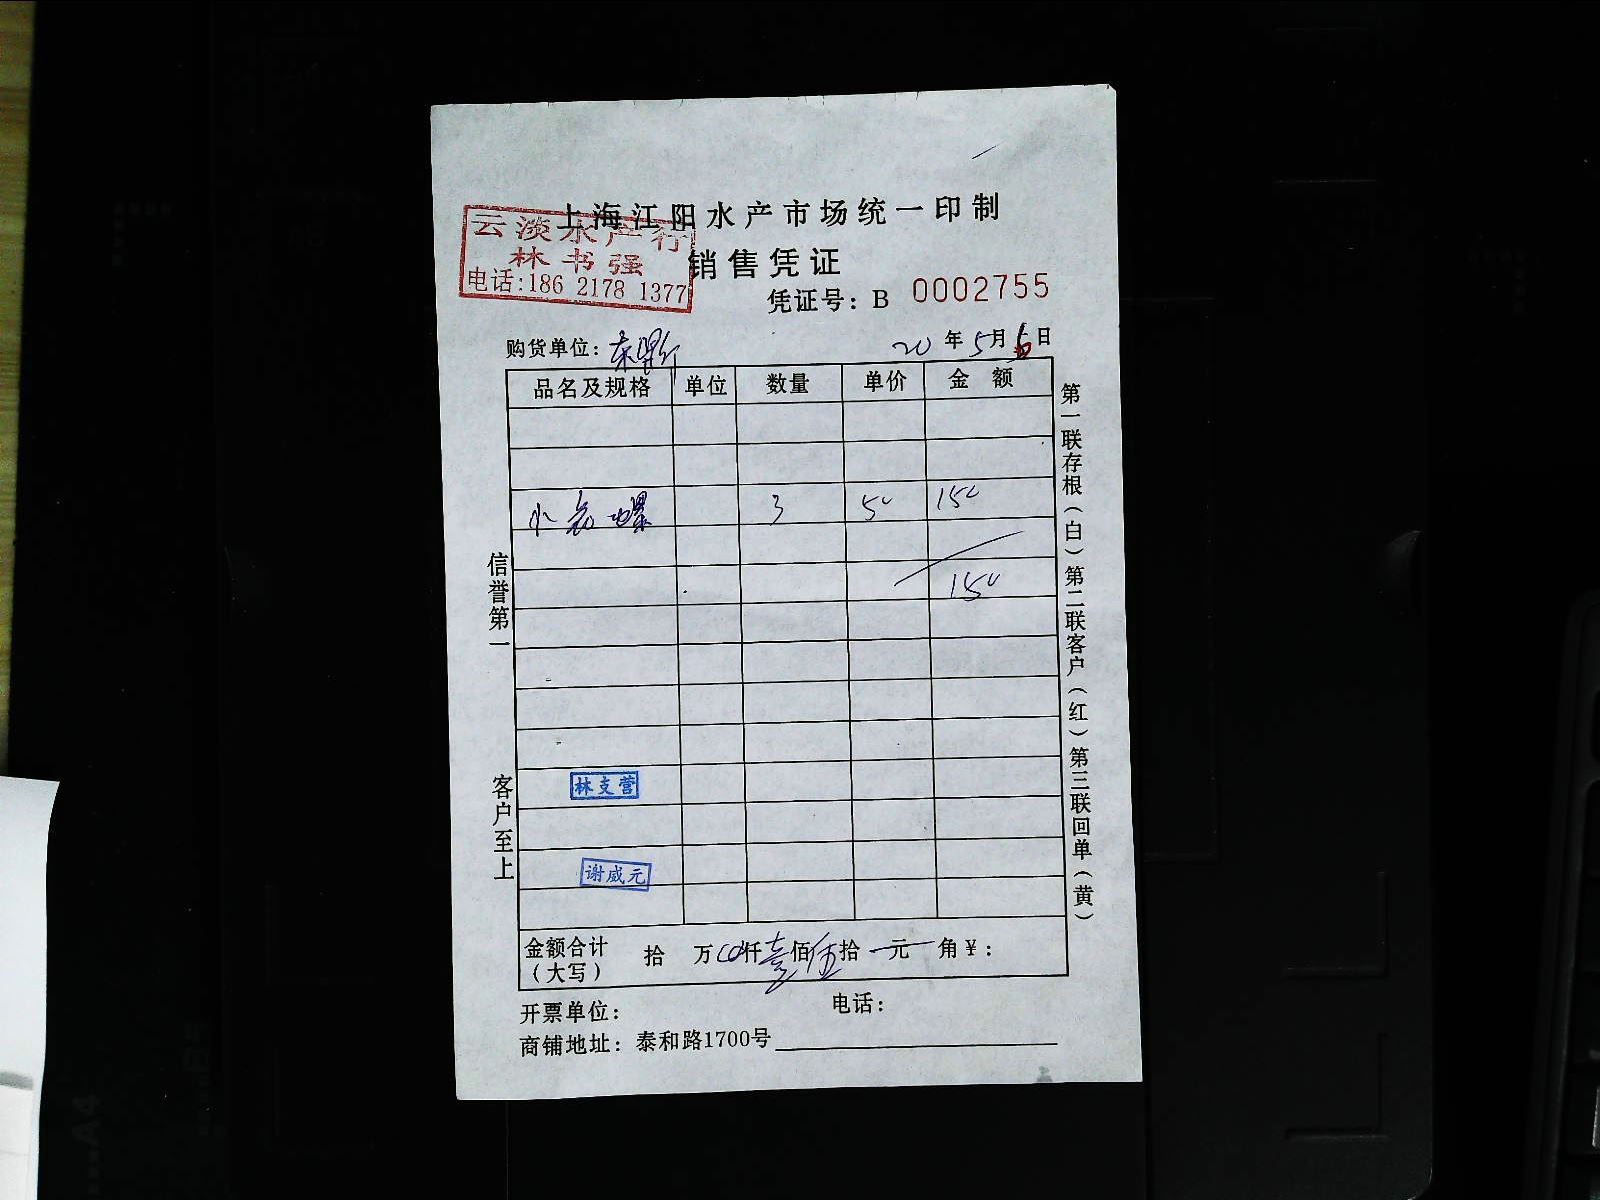 上海江阳水产市场统一印制
云淡水产行
林书强
电话:186 2178 1377
销售凭证
凭证号：B 0002755
购货单位：
20 年 5 月 6 日
品名及规格 单位 数量 单价 金额
小花螺 3 50 150
150
林支营
谢威元
金额合计（大写） 拾 万 仟 壹 佰 伍 拾 元 角 ¥：
开票单位： 电话：
商铺地址：泰和路1700号
信誉第一 客户至上
第一联存根（白）第二联客户（红）第三联回单（黄）